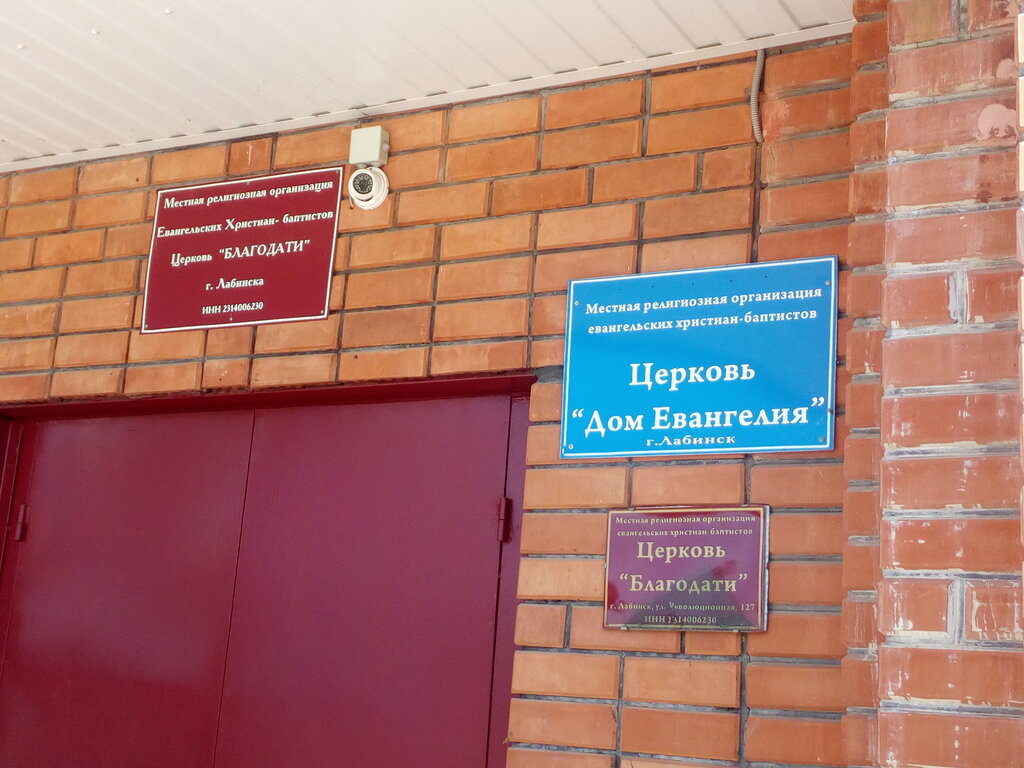 Местная религиозная организация
Евангельских Христиан- баптистов
Церковь "БЛАГОДАТИ"
г. Лабинска
ИНН 2314006230
Местная религиозная организация
евангельских христиан-баптистов
Церковь
"Дом Евангелия"
г.Лабинск
Местная религиозная организация
евангельских христиан-баптистов
Церковь
"Благодати"
г. Лабинск, ул. Революционная, 127
ИНН 2314006230